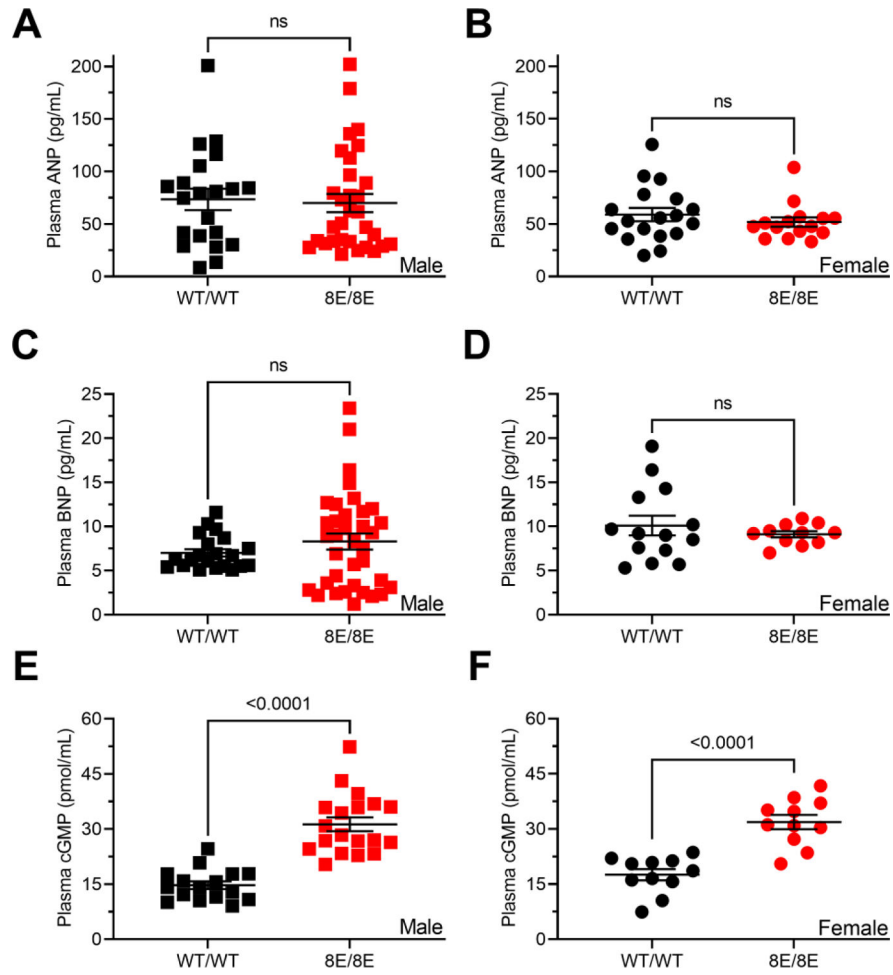 A
ns
Plasma ANP (pg/mL)
200
150
100
50
0
WT/WT
8E/8E
Male
B
ns
Plasma ANP (pg/mL)
200
150
100
50
0
WT/WT
8E/8E
Female
C
ns
Plasma BNP (pg/mL)
25
20
15
10
5
0
WT/WT
8E/8E
Male
D
ns
Plasma BNP (pg/mL)
25
20
15
10
5
0
WT/WT
8E/8E
Female
E
<0.0001
Plasma cGMP (pmol/mL)
60
45
30
15
0
WT/WT
8E/8E
Male
F
<0.0001
Plasma cGMP (pmol/mL)
60
45
30
15
0
WT/WT
8E/8E
Female